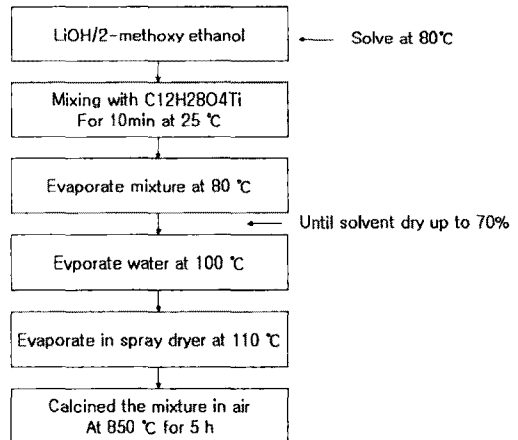 LiOH/2-methoxy ethanol
Solve at 80℃
Mixing with C12H28O4Ti
For 10min at 25 ℃
Evaporate mixture at 80 ℃
Until solvent dry up to 70%
Evporate water at 100 ℃
Evaporate in spray dryer at 110 ℃
Calcined the mixture in air
At 850 ℃ for 5 h